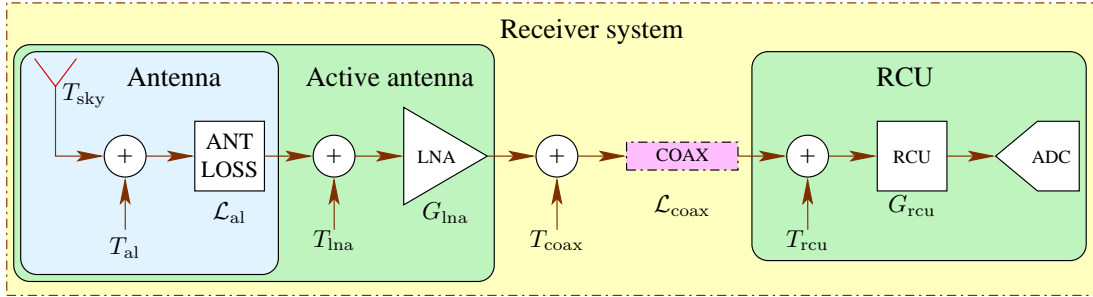 Receiver system
Antenna
Active antenna
RCU
T_sky
+
ANT
LOSS
+
LNA
+
COAX
+
RCU
ADC
𝓛_al
G_lna
𝓛_coax
G_rcu
T_al
T_lna
T_coax
T_rcu